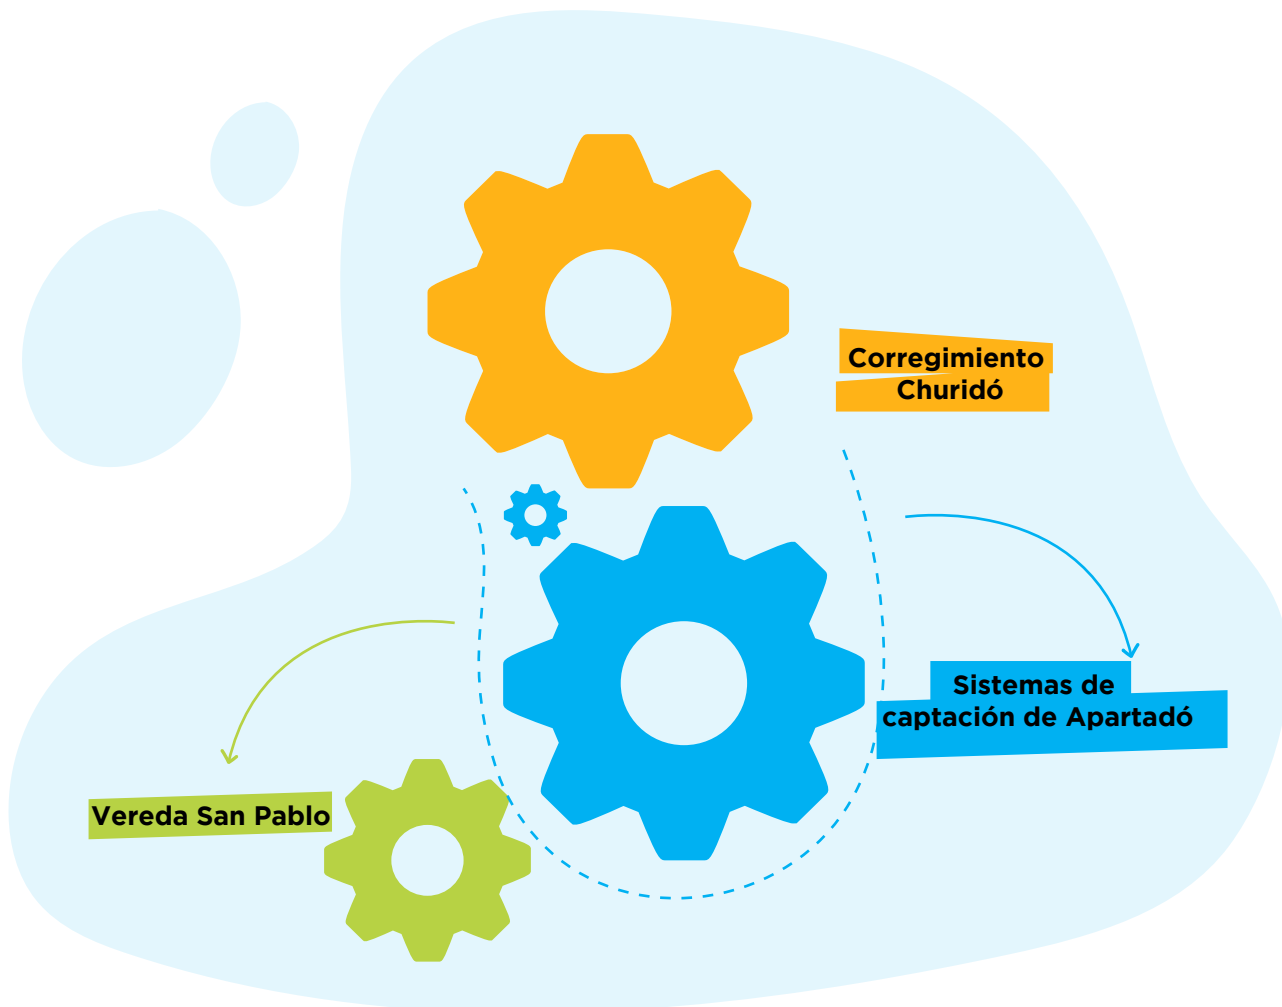 Corregimiento
Churidó
Sistemas de
captación de Apartadó
Vereda San Pablo